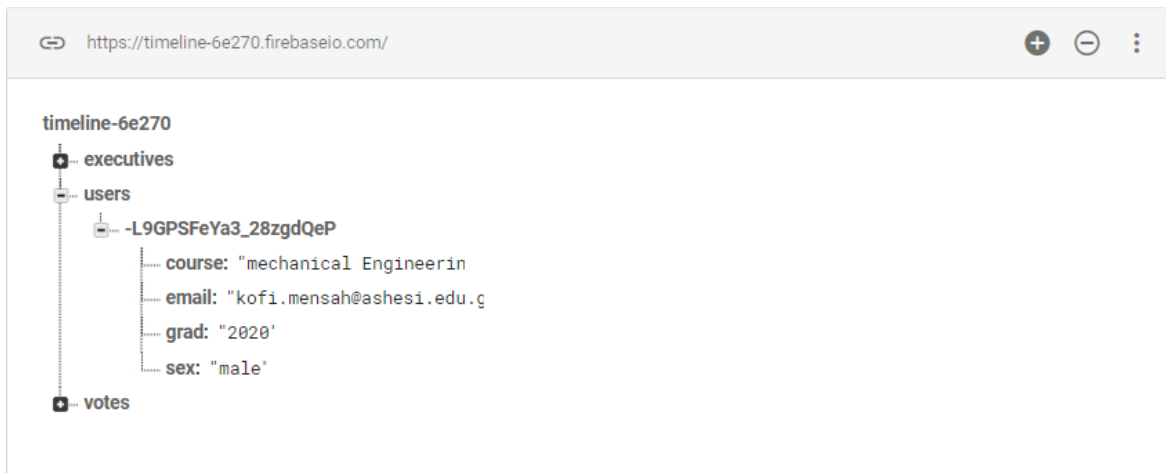 https://timeline-6e270.firebaseio.com/
timeline-6e270
executives
users
-L9GPSFeYa3_28zgdQeP
course: "mechanical Engineerin
email: "kofi.mensah@ashesi.edu.g
grad: "2020'
sex: "male'
votes